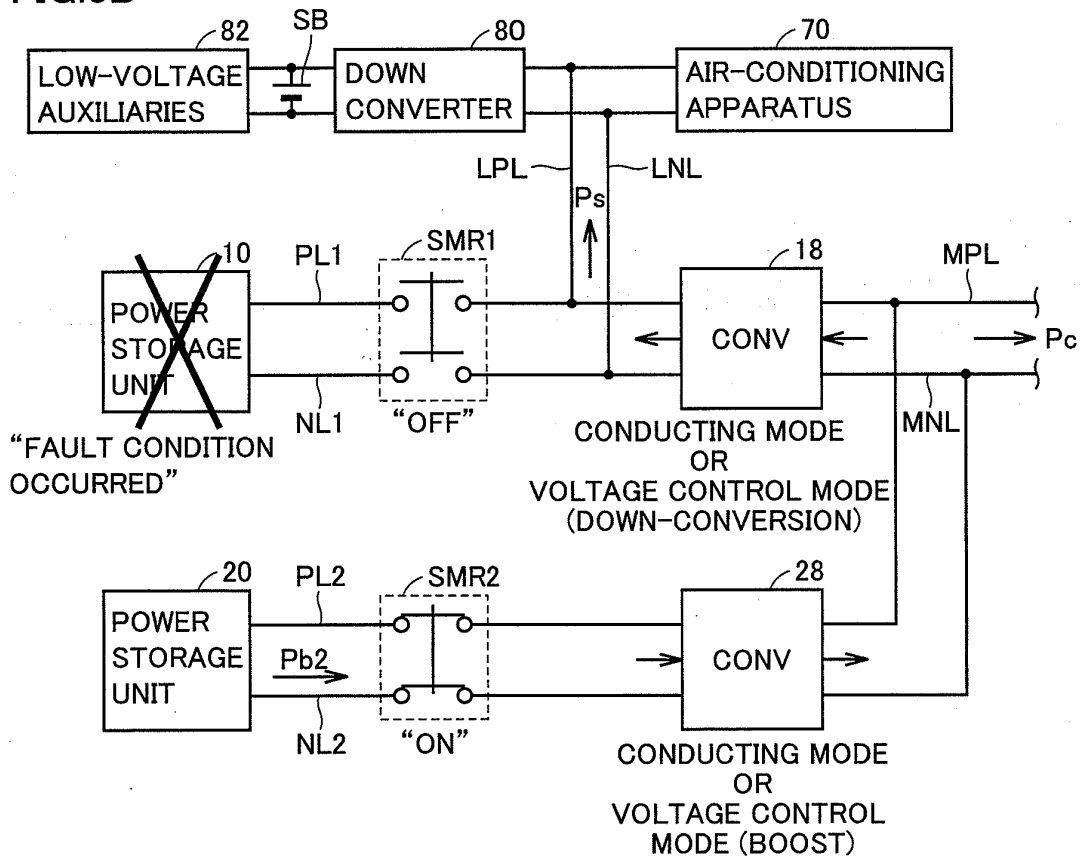 82
SB
80
70
LOW-VOLTAGE
AUXILIARIES
DOWN
CONVERTER
AIR-CONDITIONING
APPARATUS
LPL
LNL
Ps
10
PL1
SMR1
18
MPL
POWER
STORAGE
UNIT
CONV
Pc
NL1
"OFF"
MNL
"FAULT CONDITION
OCCURRED"
CONDUCTING MODE
OR
VOLTAGE CONTROL MODE
(DOWN-CONVERSION)
20
PL2
SMR2
28
POWER
STORAGE
UNIT
Pb2
CONV
NL2
"ON"
CONDUCTING MODE
OR
VOLTAGE CONTROL
MODE (BOOST)